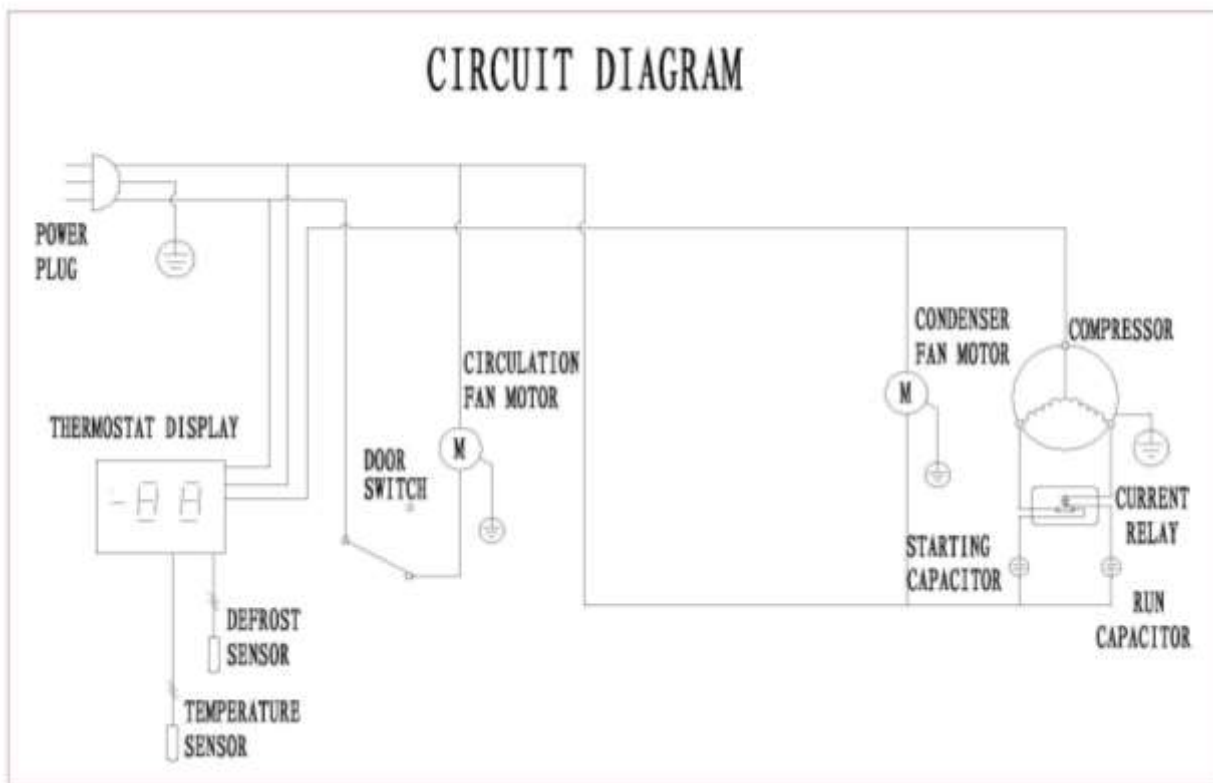 CIRCUIT DIAGRAM
POWER
PLUG
CONDENSER
FAN MOTOR
COMPRESSOR
CIRCULATION
FAN MOTOR
M
THERMOSTAT DISPLAY
M
DOOR
SWITCH
CURRENT
RELAY
STARTING
CAPACITOR
RUN
CAPACITOR
DEFROST
SENSOR
TEMPERATURE
SENSOR